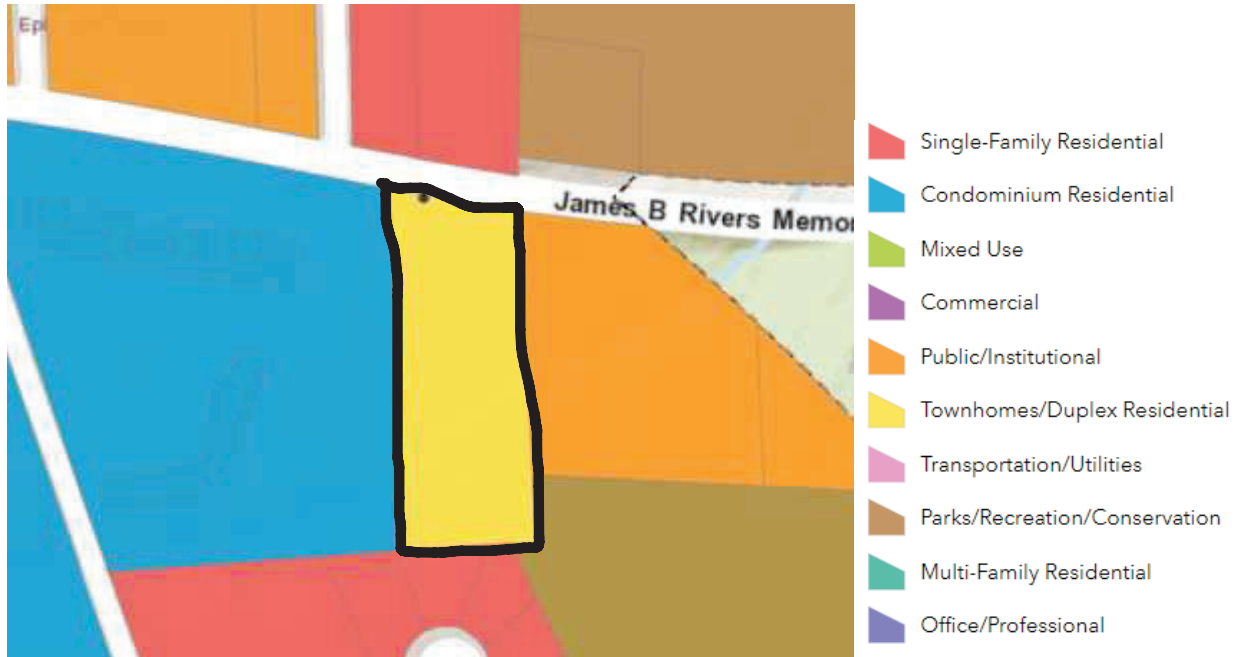 Epi
James B Rivers Memor
Single-Family Residential
Condominium Residential
Mixed Use
Commercial
Public/Institutional
Townhomes/Duplex Residential
Transportation/Utilities
Parks/Recreation/Conservation
Multi-Family Residential
Office/Professional